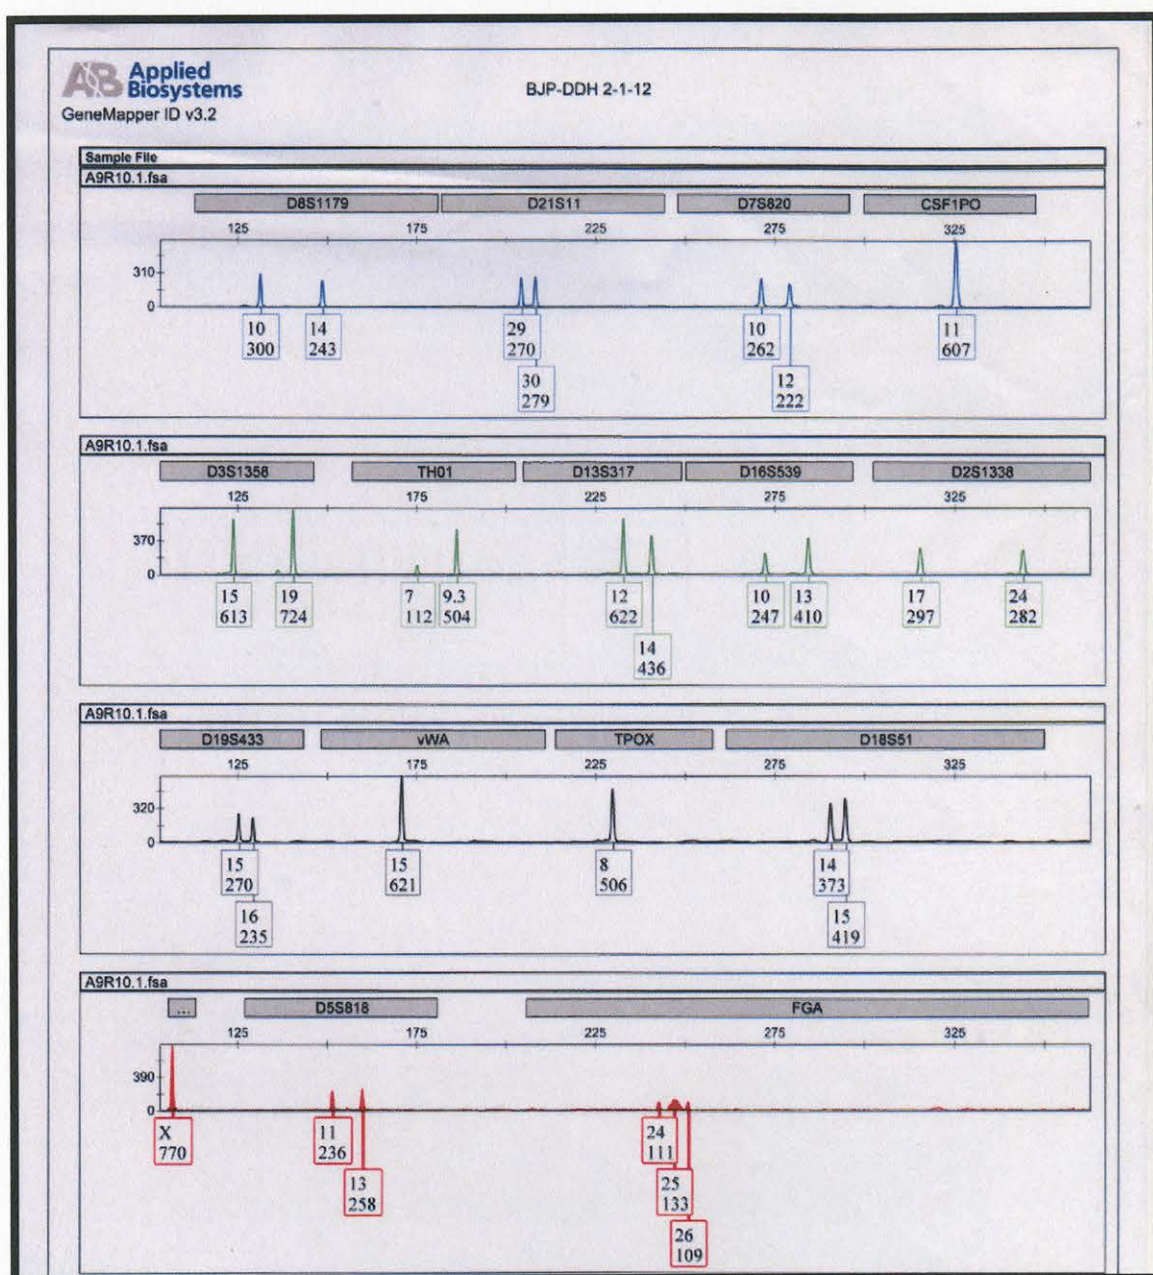 AB Applied
Biosystems
BJP-DDH 2-1-12
GeneMapper ID v3.2
Sample File
A9R10.1.fsa
D8S1179 D21S11 D7S820 CSF1PO
125 175 225 275 325
310
0
10 14 29 10 11
300 243 270 262 607
30 12
279 222
A9R10.1.fsa
D3S1358 TH01 D13S317 D16S539 D2S1338
125 175 225 275 325
370
0
15 19 7 9.3 12 10 13 17 24
613 724 112 504 622 247 410 297 282
14
436
A9R10.1.fsa
D19S433 vWA TPOX D18S51
125 175 225 275 325
320
0
15 15 8 14
270 621 506 373
16 15
235 419
A9R10.1.fsa
... D5S818 FGA
125 175 225 275 325
390
0
X 11 24
770 236 111
13 25
258 133
26
109